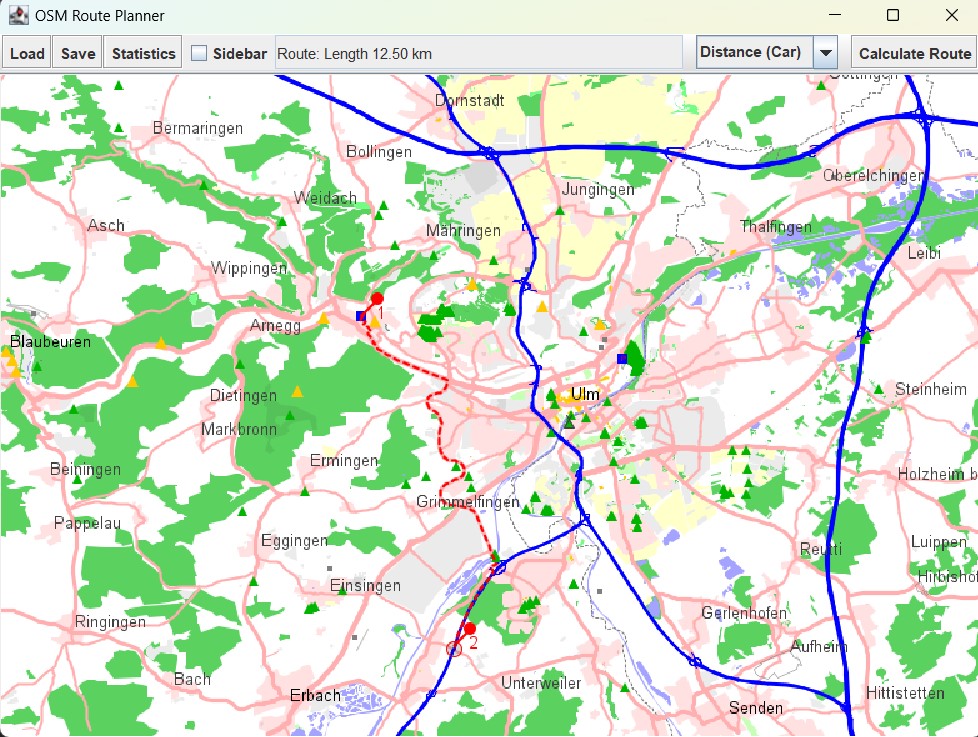 OSM Route Planner
Load Save Statistics Sidebar Route: Length 12.50 km Distance (Car) Calculate Route
Dornstadt
Bermaringen
Bollingen
Oberelchingen
Jungingen
Weidach
Asch
Mähringen
Thalfingen
Leibi
Wippingen
1
Arnegg
Blaubeuren
Steinheim
Dietingen
Ulm
Markbronn
Ermingen
Beiningen
Holzheim b
Grimmelfingen
Pappelau
Eggingen
Reutti
Luippen
Hirbishof
Einsingen
Gerlenhofen
Ringingen
2
Aufheim
Bach
Unterweiler
Erbach
Hittistetten
Senden